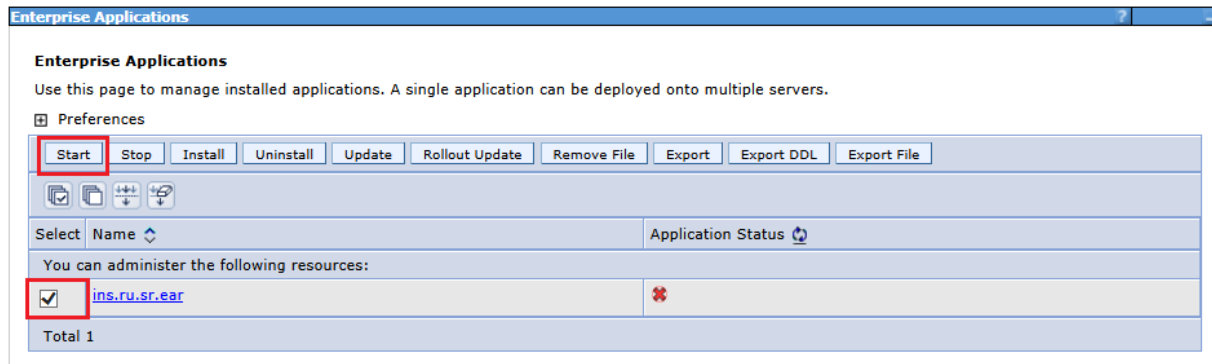 Enterprise Applications ? –
Enterprise Applications
Use this page to manage installed applications. A single application can be deployed onto multiple servers.
Preferences
Start Stop Install Uninstall Update Rollout Update Remove File Export Export DDL Export File
Select Name Application Status
You can administer the following resources:
ins.ru.sr.ear
Total 1